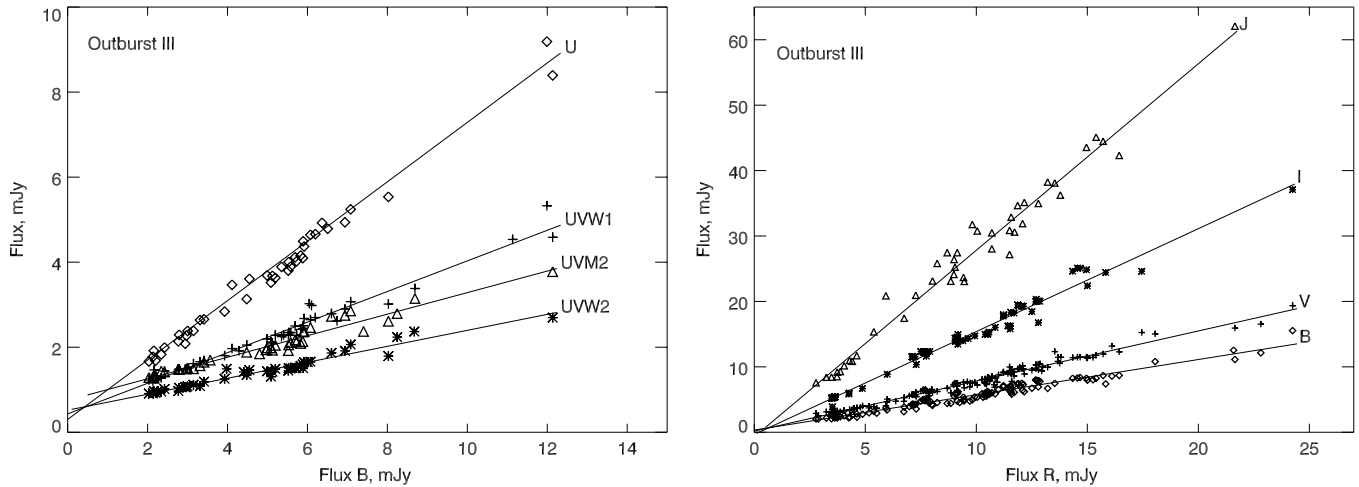 Outburst III
U
UVW1
UVM2
UVW2
10
8
6
4
2
0
0 2 4 6 8 10 12 14
Flux B, mJy
Flux, mJy
Outburst III
J
I
V
B
60
50
40
30
20
10
0
0 5 10 15 20 25
Flux R, mJy
Flux, mJy